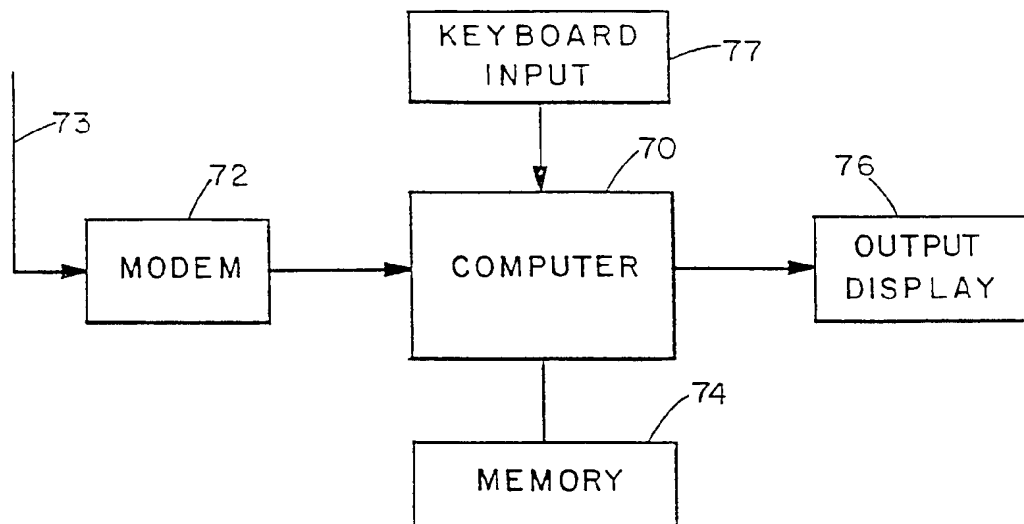 KEYBOARD
INPUT
77
73
72
70
76
MODEM
COMPUTER
OUTPUT
DISPLAY
74
MEMORY